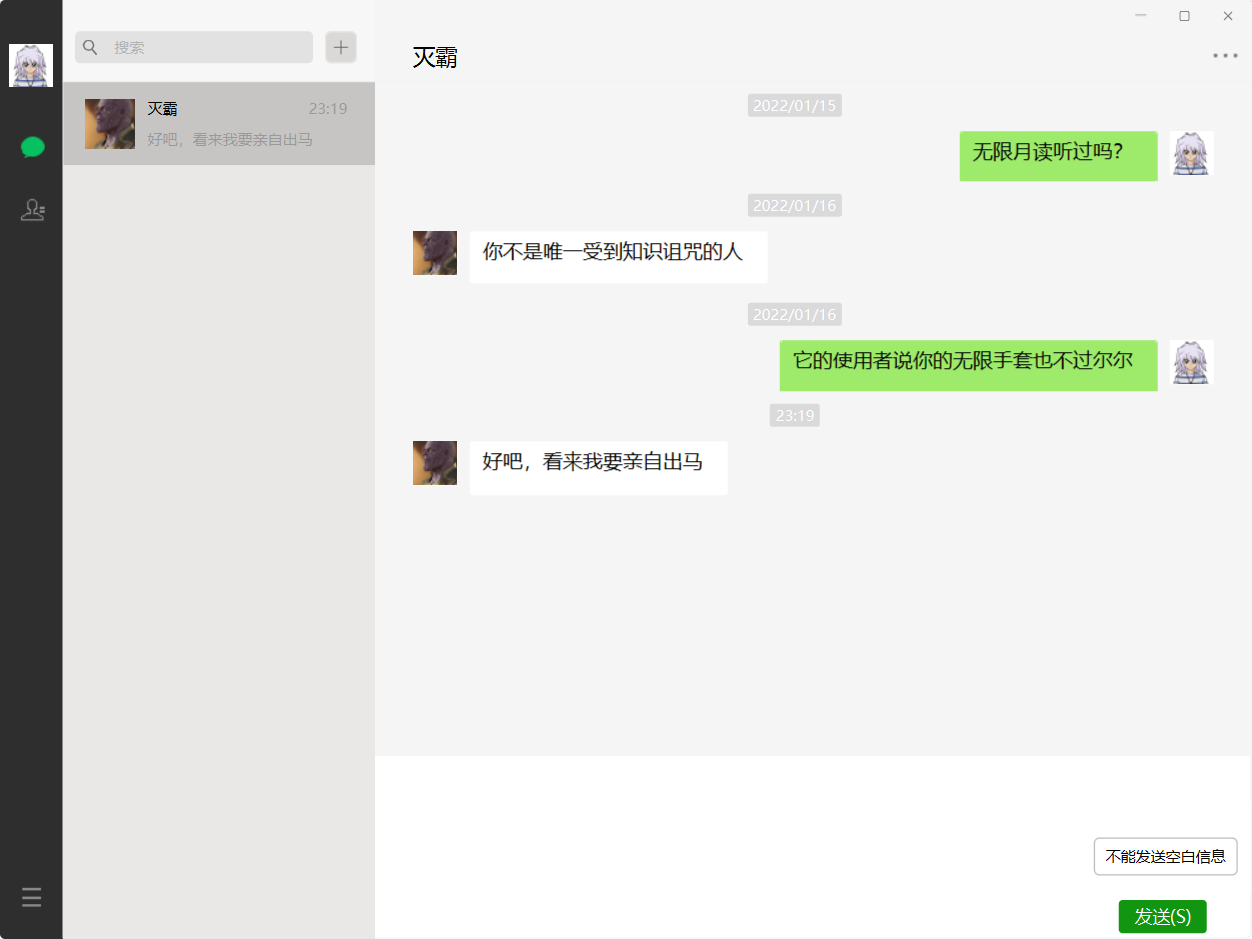 搜索
灭霸
23:19
好吧，看来我要亲自出马
灭霸
2022/01/15
无限月读听过吗？
2022/01/16
你不是唯一受到知识诅咒的人
2022/01/16
它的使用者说你的无限手套也不过尔尔
23:19
好吧，看来我要亲自出马
不能发送空白信息
发送(S)